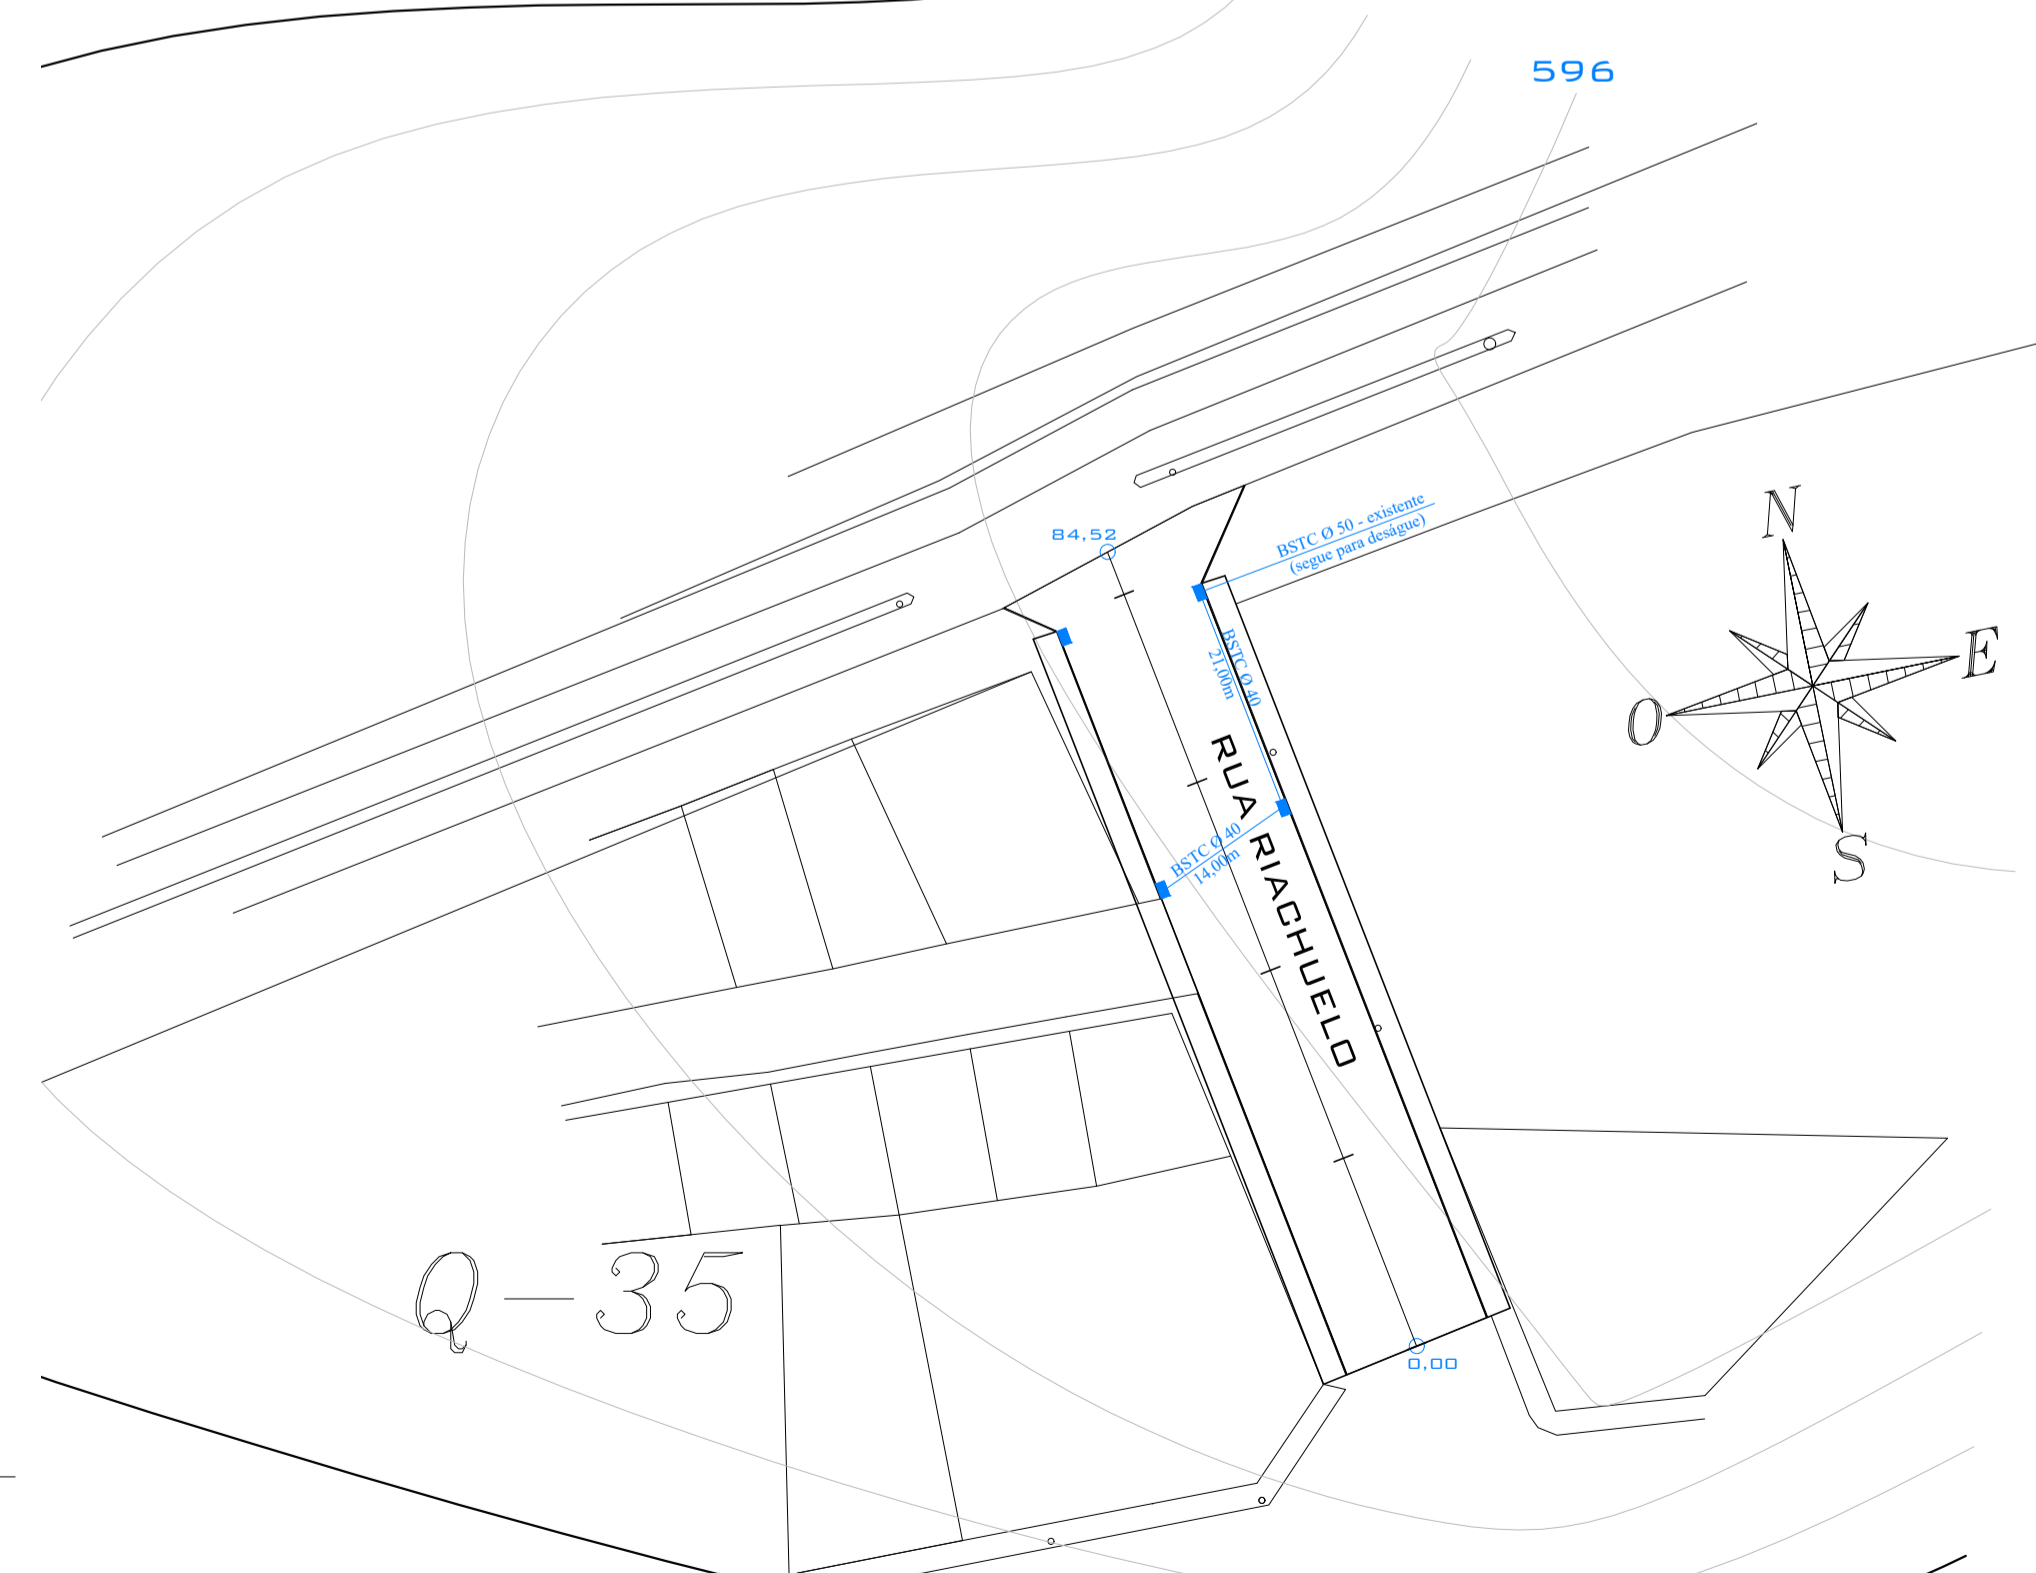 596
N
84,52
BSTC Ø 50 - existente
(segue para deságue)
E
O
BSTC Ø 40
21,00m
S
BSTC Ø 40
14,00m
RUA RIACHUELO
Q - 35
0,00